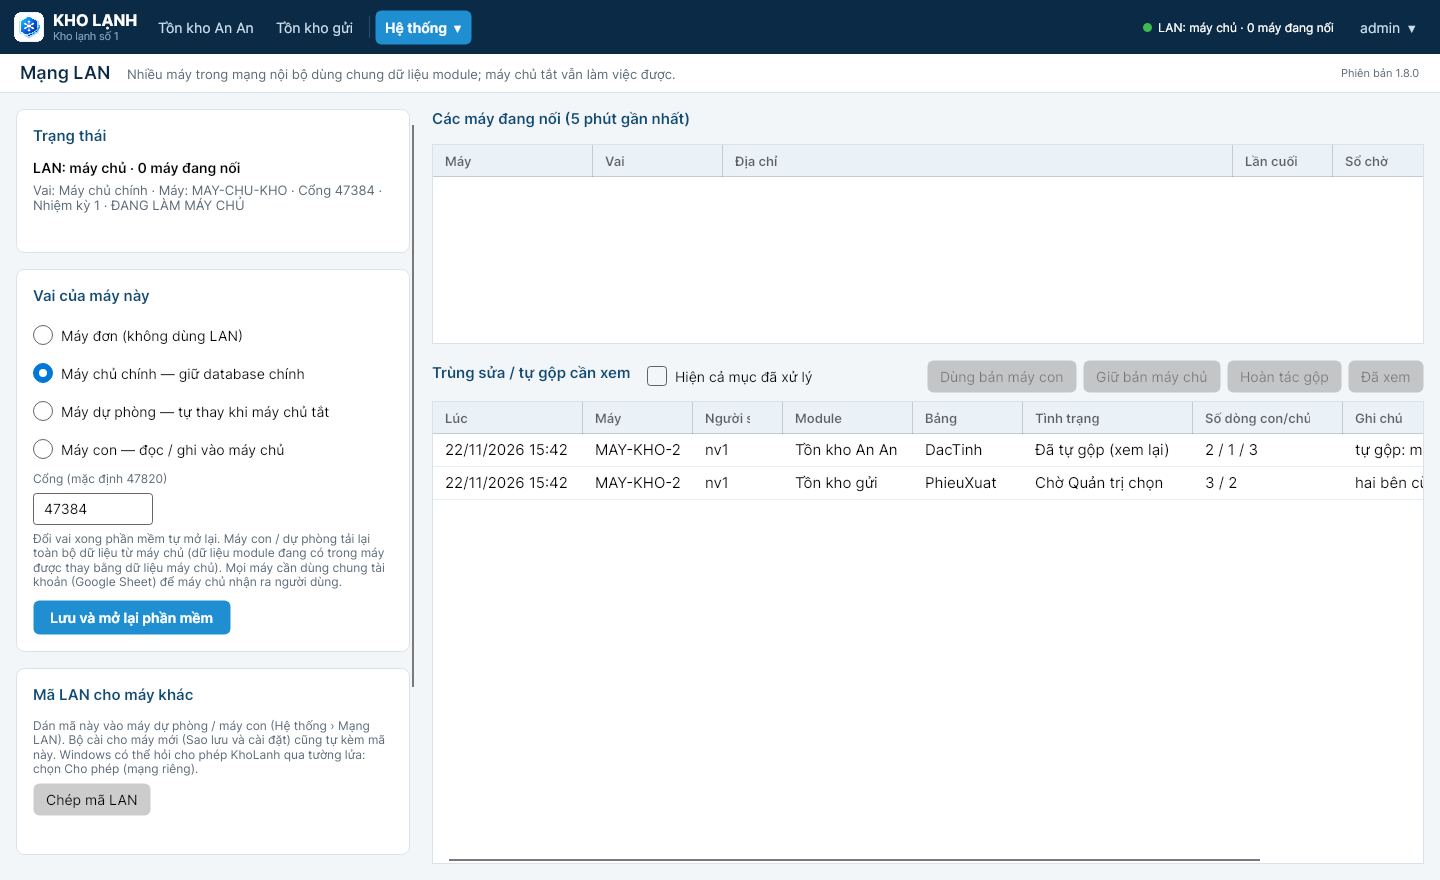 KHO LẠNH
Kho lạnh số 1
Tồn kho An An
Tồn kho gửi
Hệ thống ▾
LAN: máy chủ · 0 máy đang nối
admin ▾
Mạng LAN
Nhiều máy trong mạng nội bộ dùng chung dữ liệu module; máy chủ tắt vẫn làm việc được.
Phiên bản 1.8.0
Trạng thái
LAN: máy chủ · 0 máy đang nối
Vai: Máy chủ chính · Máy: MAY-CHU-KHO · Cổng 47384 ·
Nhiệm kỳ 1 · ĐANG LÀM MÁY CHỦ
Vai của máy này
Máy đơn (không dùng LAN)
Máy chủ chính — giữ database chính
Máy dự phòng — tự thay khi máy chủ tắt
Máy con — đọc / ghi vào máy chủ
Cổng (mặc định 47820)
47384
Đổi vai xong phần mềm tự mở lại. Máy con / dự phòng tải lại
toàn bộ dữ liệu từ máy chủ (dữ liệu module đang có trong máy
được thay bằng dữ liệu máy chủ). Mọi máy cần dùng chung tài
khoản (Google Sheet) để máy chủ nhận ra người dùng.
Lưu và mở lại phần mềm
Mã LAN cho máy khác
Dán mã này vào máy dự phòng / máy con (Hệ thống › Mạng
LAN). Bộ cài cho máy mới (Sao lưu và cài đặt) cũng tự kèm mã
này. Windows có thể hỏi cho phép KhoLanh qua tường lửa:
chọn Cho phép (mạng riêng).
Chép mã LAN
Các máy đang nối (5 phút gần nhất)
Máy Vai Địa chỉ Lần cuối Sổ chờ
Trùng sửa / tự gộp cần xem
Hiện cả mục đã xử lý
Dùng bản máy con
Giữ bản máy chủ
Hoàn tác gộp
Đã xem
Lúc Máy Người s Module Bảng Tình trạng Số dòng con/chủ Ghi chú
22/11/2026 15:42 MAY-KHO-2 nv1 Tồn kho An An DacTinh Đã tự gộp (xem lại) 2 / 1 / 3 tự gộp: m
22/11/2026 15:42 MAY-KHO-2 nv1 Tồn kho gửi PhieuXuat Chờ Quản trị chọn 3 / 2 hai bên cù